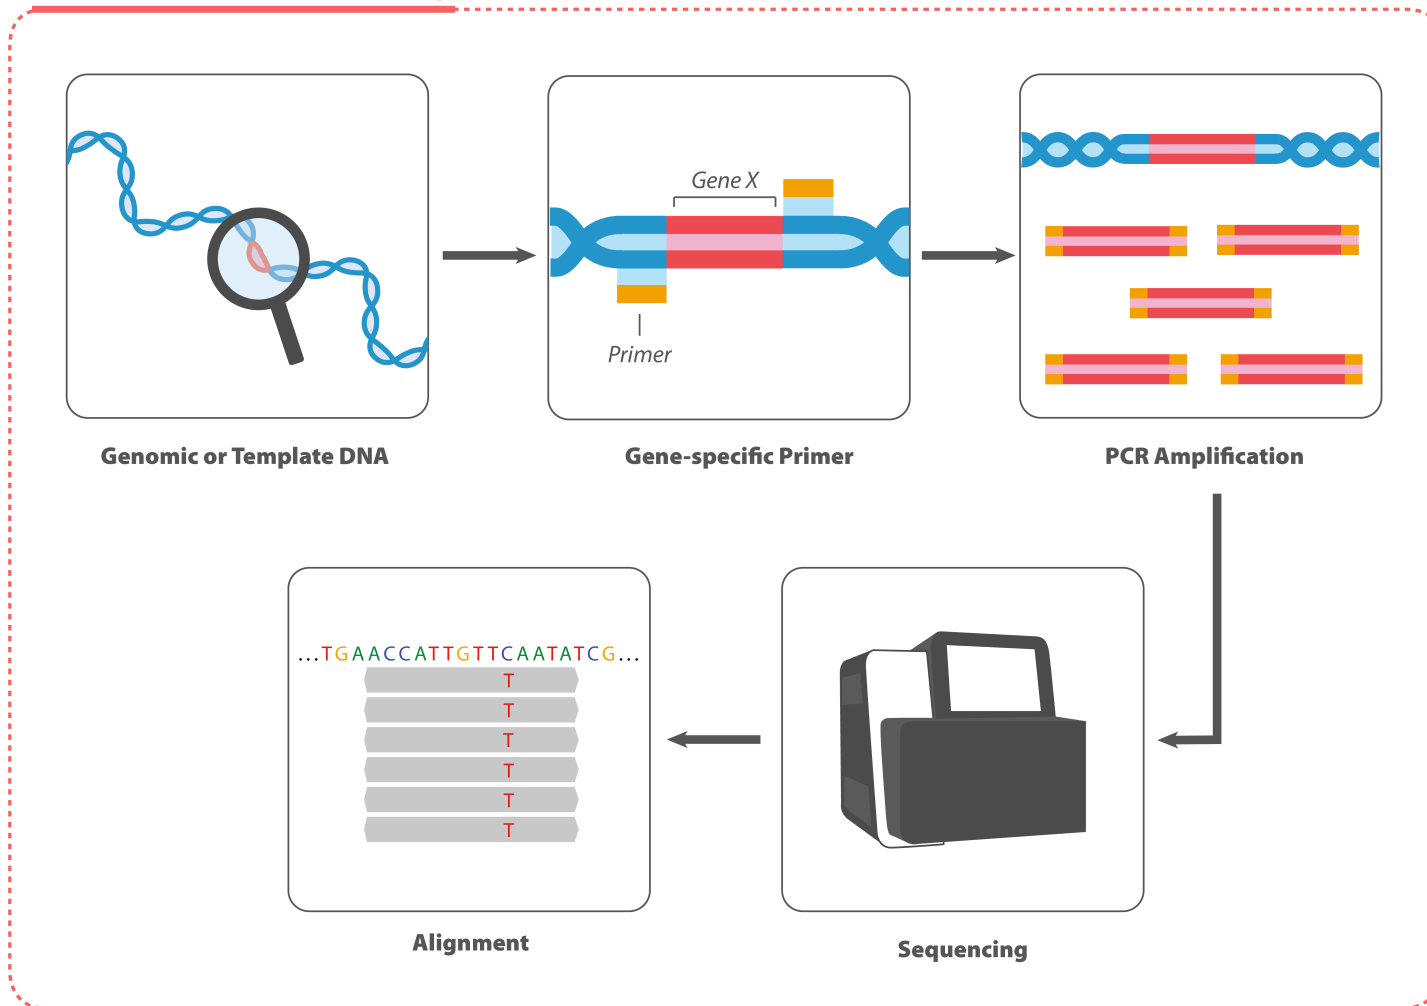 Gene X
Primer
Genomic or Template DNA
Gene-specific Primer
PCR Amplification
...TGAACCATTGTTCAATATCG...
T
T
T
T
T
T
Alignment
Sequencing